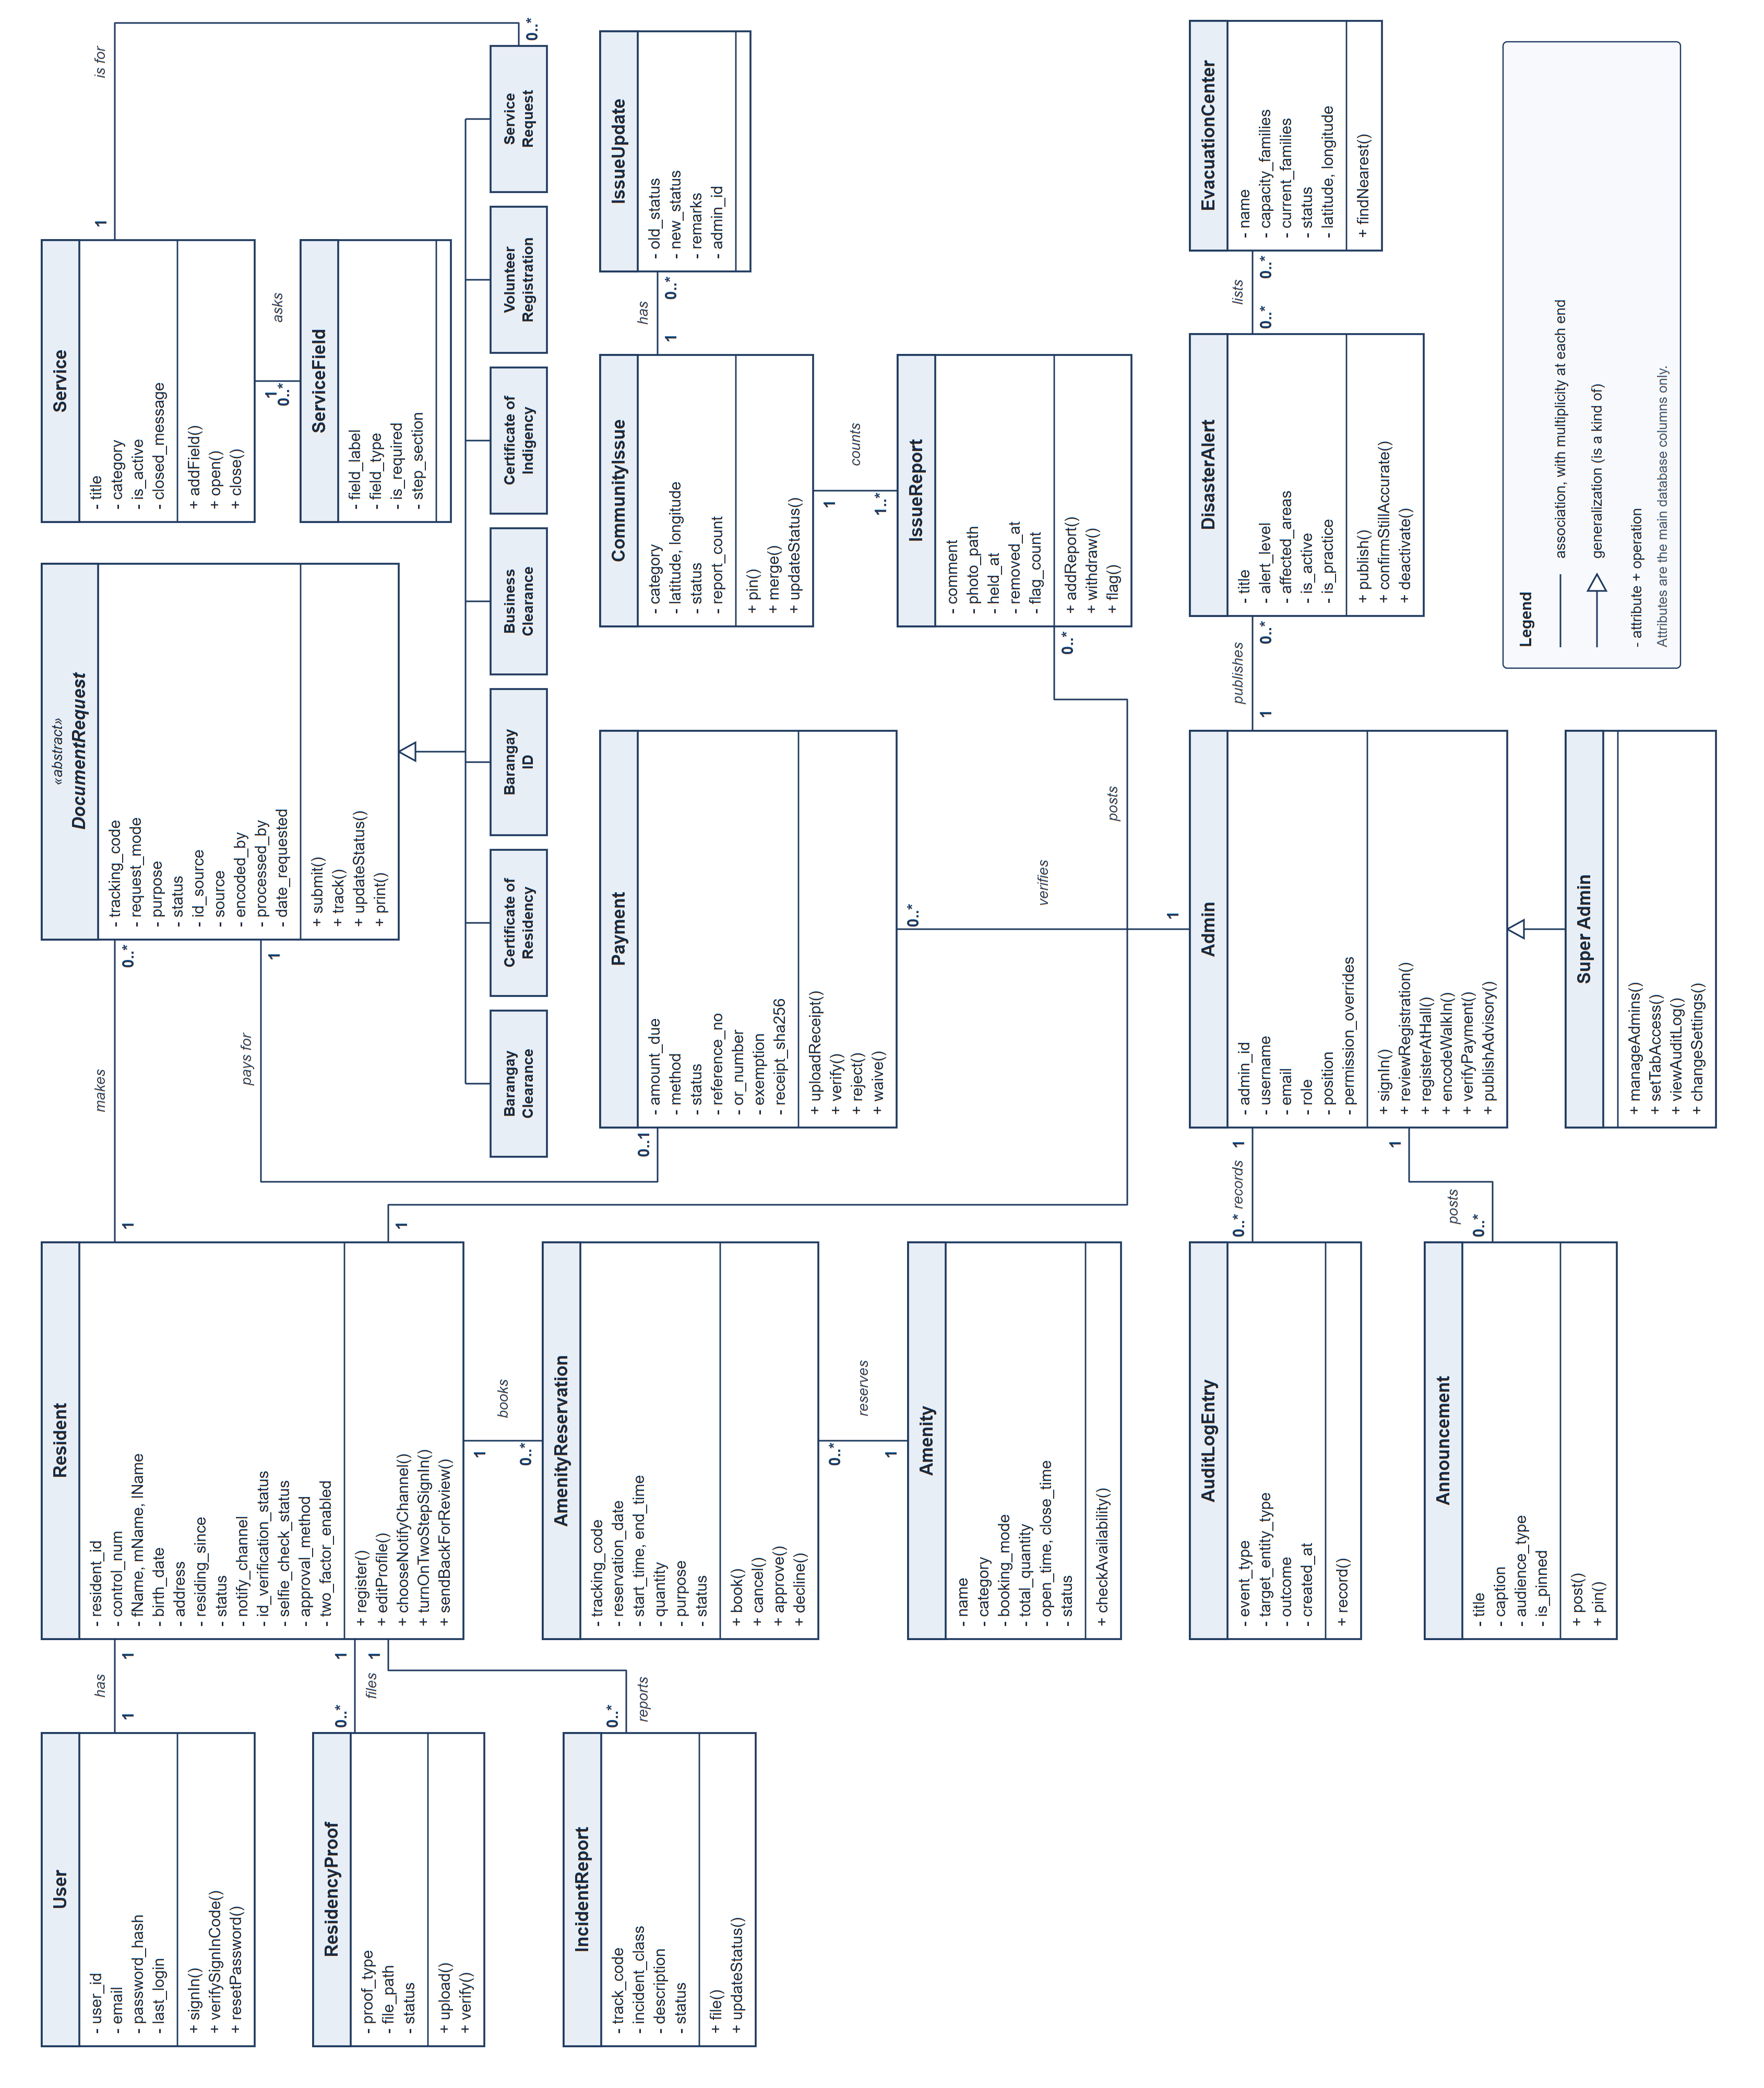 User
- user_id
- email
- password_hash
- last_login
+ signIn()
+ verifySignInCode()
+ resetPassword()
has
1
1
Resident
- resident_id
- control_num
- fName, mName, lName
- birth_date
- address
- residing_since
- status
- notify_channel
- id_verification_status
- selfie_check_status
- approval_method
- two_factor_enabled
+ register()
+ editProfile()
+ chooseNotifyChannel()
+ turnOnTwoStepSignIn()
+ sendBackForReview()
makes
1
0..*
«abstract»
DocumentRequest
- tracking_code
- request_mode
- purpose
- status
- id_source
- source
- encoded_by
- processed_by
- date_requested
+ submit()
+ track()
+ updateStatus()
+ print()
Service
- title
- category
- is_active
- closed_message
+ addField()
+ open()
+ close()
1
is for
0..*
asks
1
0..*
ServiceField
- field_label
- field_type
- is_required
- step_section
pays for
1
0..1
ResidencyProof
- proof_type
- file_path
- status
+ upload()
+ verify()
0..*
files
1
1
reports
0..*
IncidentReport
- track_code
- incident_class
- description
- status
+ file()
+ updateStatus()
1
books
0..*
AmenityReservation
- tracking_code
- reservation_date
- start_time, end_time
- quantity
- purpose
- status
+ book()
+ cancel()
+ approve()
+ decline()
0..*
reserves
1
Amenity
- name
- category
- booking_mode
- total_quantity
- open_time, close_time
- status
+ checkAvailability()
Barangay
Clearance
Certificate of
Residency
Barangay
ID
Business
Clearance
Certificate of
Indigency
Volunteer
Registration
Service
Request
Payment
- amount_due
- method
- status
- reference_no
- or_number
- exemption
- receipt_sha256
+ uploadReceipt()
+ verify()
+ reject()
+ waive()
CommunityIssue
- category
- latitude, longitude
- status
- report_count
+ pin()
+ merge()
+ updateStatus()
has
1
0..*
IssueUpdate
- old_status
- new_status
- remarks
- admin_id
1
counts
1..*
IssueReport
- comment
- photo_path
- held_at
- removed_at
- flag_count
+ addReport()
+ withdraw()
+ flag()
1
posts
0..*
0..*
verifies
1
AuditLogEntry
- event_type
- target_entity_type
- outcome
- created_at
+ record()
0..*
records
1
Admin
- admin_id
- username
- email
- role
- position
- permission_overrides
+ signIn()
+ reviewRegistration()
+ registerAtHall()
+ encodeWalkIn()
+ verifyPayment()
+ publishAdvisory()
publishes
1
0..*
DisasterAlert
- title
- alert_level
- affected_areas
- is_active
- is_practice
+ publish()
+ confirmStillAccurate()
+ deactivate()
lists
0..*
0..*
EvacuationCenter
- name
- capacity_families
- current_families
- status
- latitude, longitude
+ findNearest()
1
posts
0..*
Announcement
- title
- caption
- audience_type
- is_pinned
+ post()
+ pin()
Super Admin
+ manageAdmins()
+ setTabAccess()
+ viewAuditLog()
+ changeSettings()
Legend
association, with multiplicity at each end
generalization (is a kind of)
- attribute + operation
Attributes are the main database columns only.